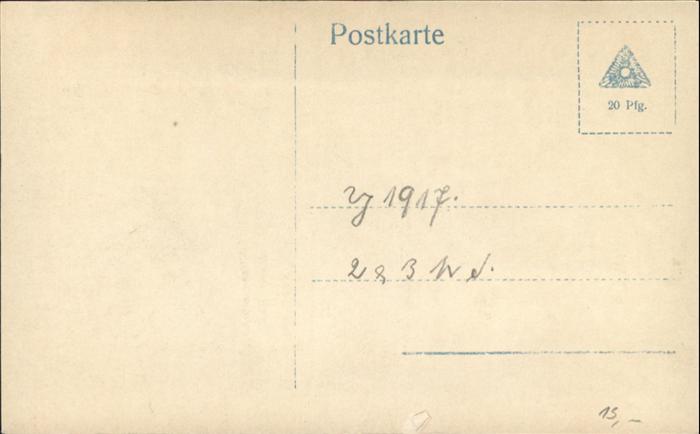 Postkarte
20 Pfg.
1917.
2 & 3
15,–